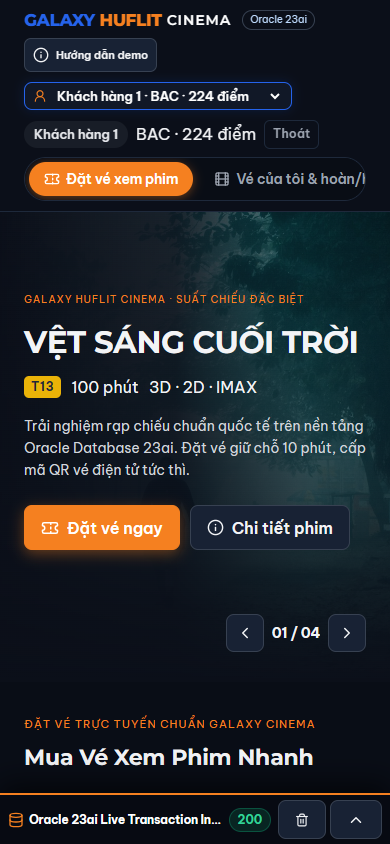 GALAXY HUFLIT CINEMA Oracle 23ai
Hướng dẫn demo
Khách hàng 1 · BAC · 224 điểm
Khách hàng 1 BAC · 224 điểm Thoát
Đặt vé xem phim Vé của tôi & hoàn/h
GALAXY HUFLIT CINEMA · SUẤT CHIẾU ĐẶC BIỆT
VỆT SÁNG CUỐI TRỜI
T13 100 phút 3D · 2D · IMAX
Trải nghiệm rạp chiếu chuẩn quốc tế trên nền tảng
Oracle Database 23ai. Đặt vé giữ chỗ 10 phút, cấp
mã QR vé điện tử tức thì.
Đặt vé ngay Chi tiết phim
01 / 04
ĐẶT VÉ TRỰC TUYẾN CHUẨN GALAXY CINEMA
Mua Vé Xem Phim Nhanh
Oracle 23ai Live Transaction In... 200